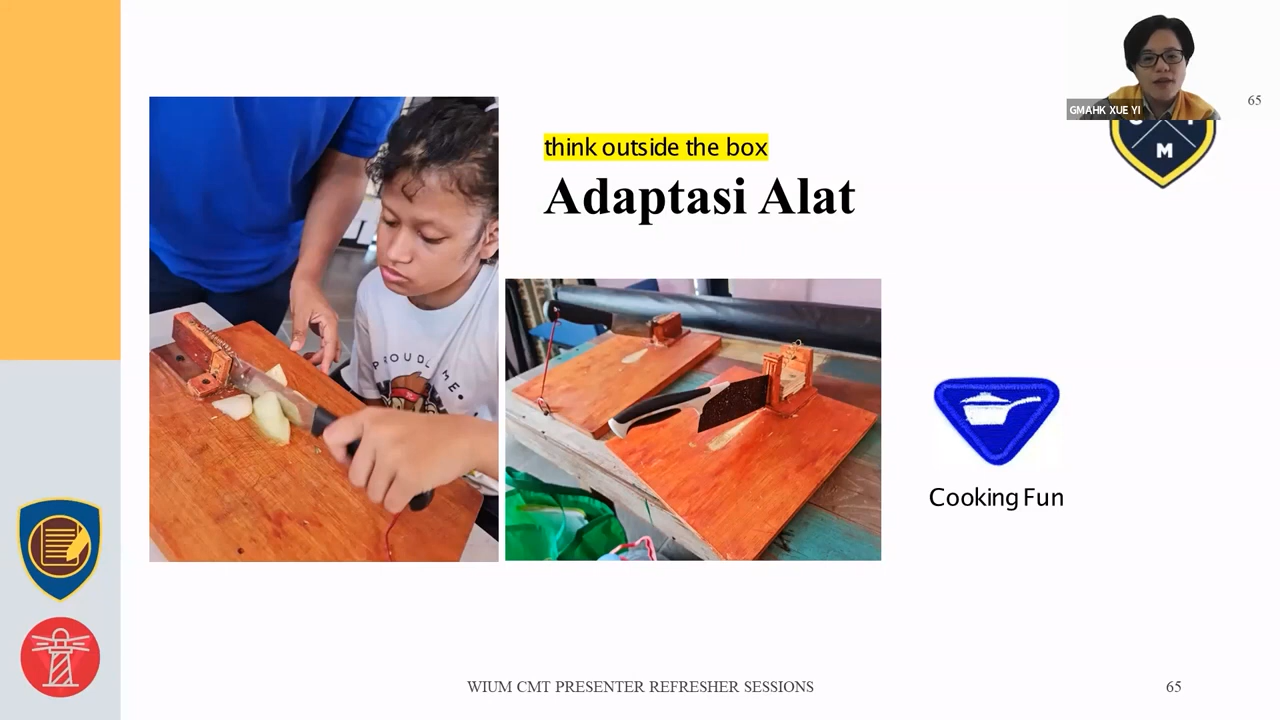 GMAHK XUE YI
65
M
think outside the box
Adaptasi Alat
PROUD
ME.
Cooking Fun
WIUM CMT PRESENTER REFRESHER SESSIONS
65